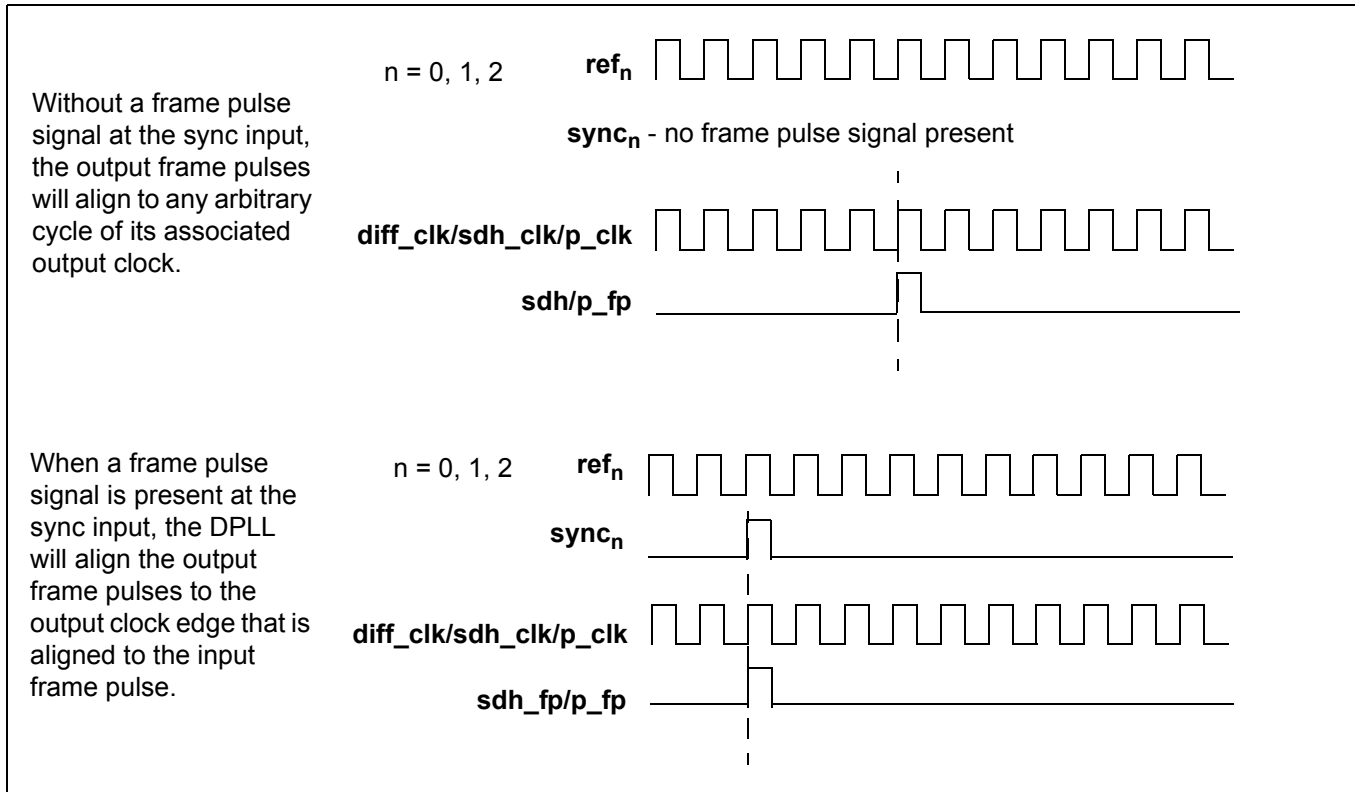 n = 0, 1, 2
refn
Without a frame pulse
signal at the sync input,
the output frame pulses
will align to any arbitrary
cycle of its associated
output clock.
syncn - no frame pulse signal present
diff_clk/sdh_clk/p_clk
sdh/p_fp
When a frame pulse
signal is present at the
sync input, the DPLL
will align the output
frame pulses to the
output clock edge that is
aligned to the input
frame pulse.
n = 0, 1, 2
refn
syncn
diff_clk/sdh_clk/p_clk
sdh_fp/p_fp